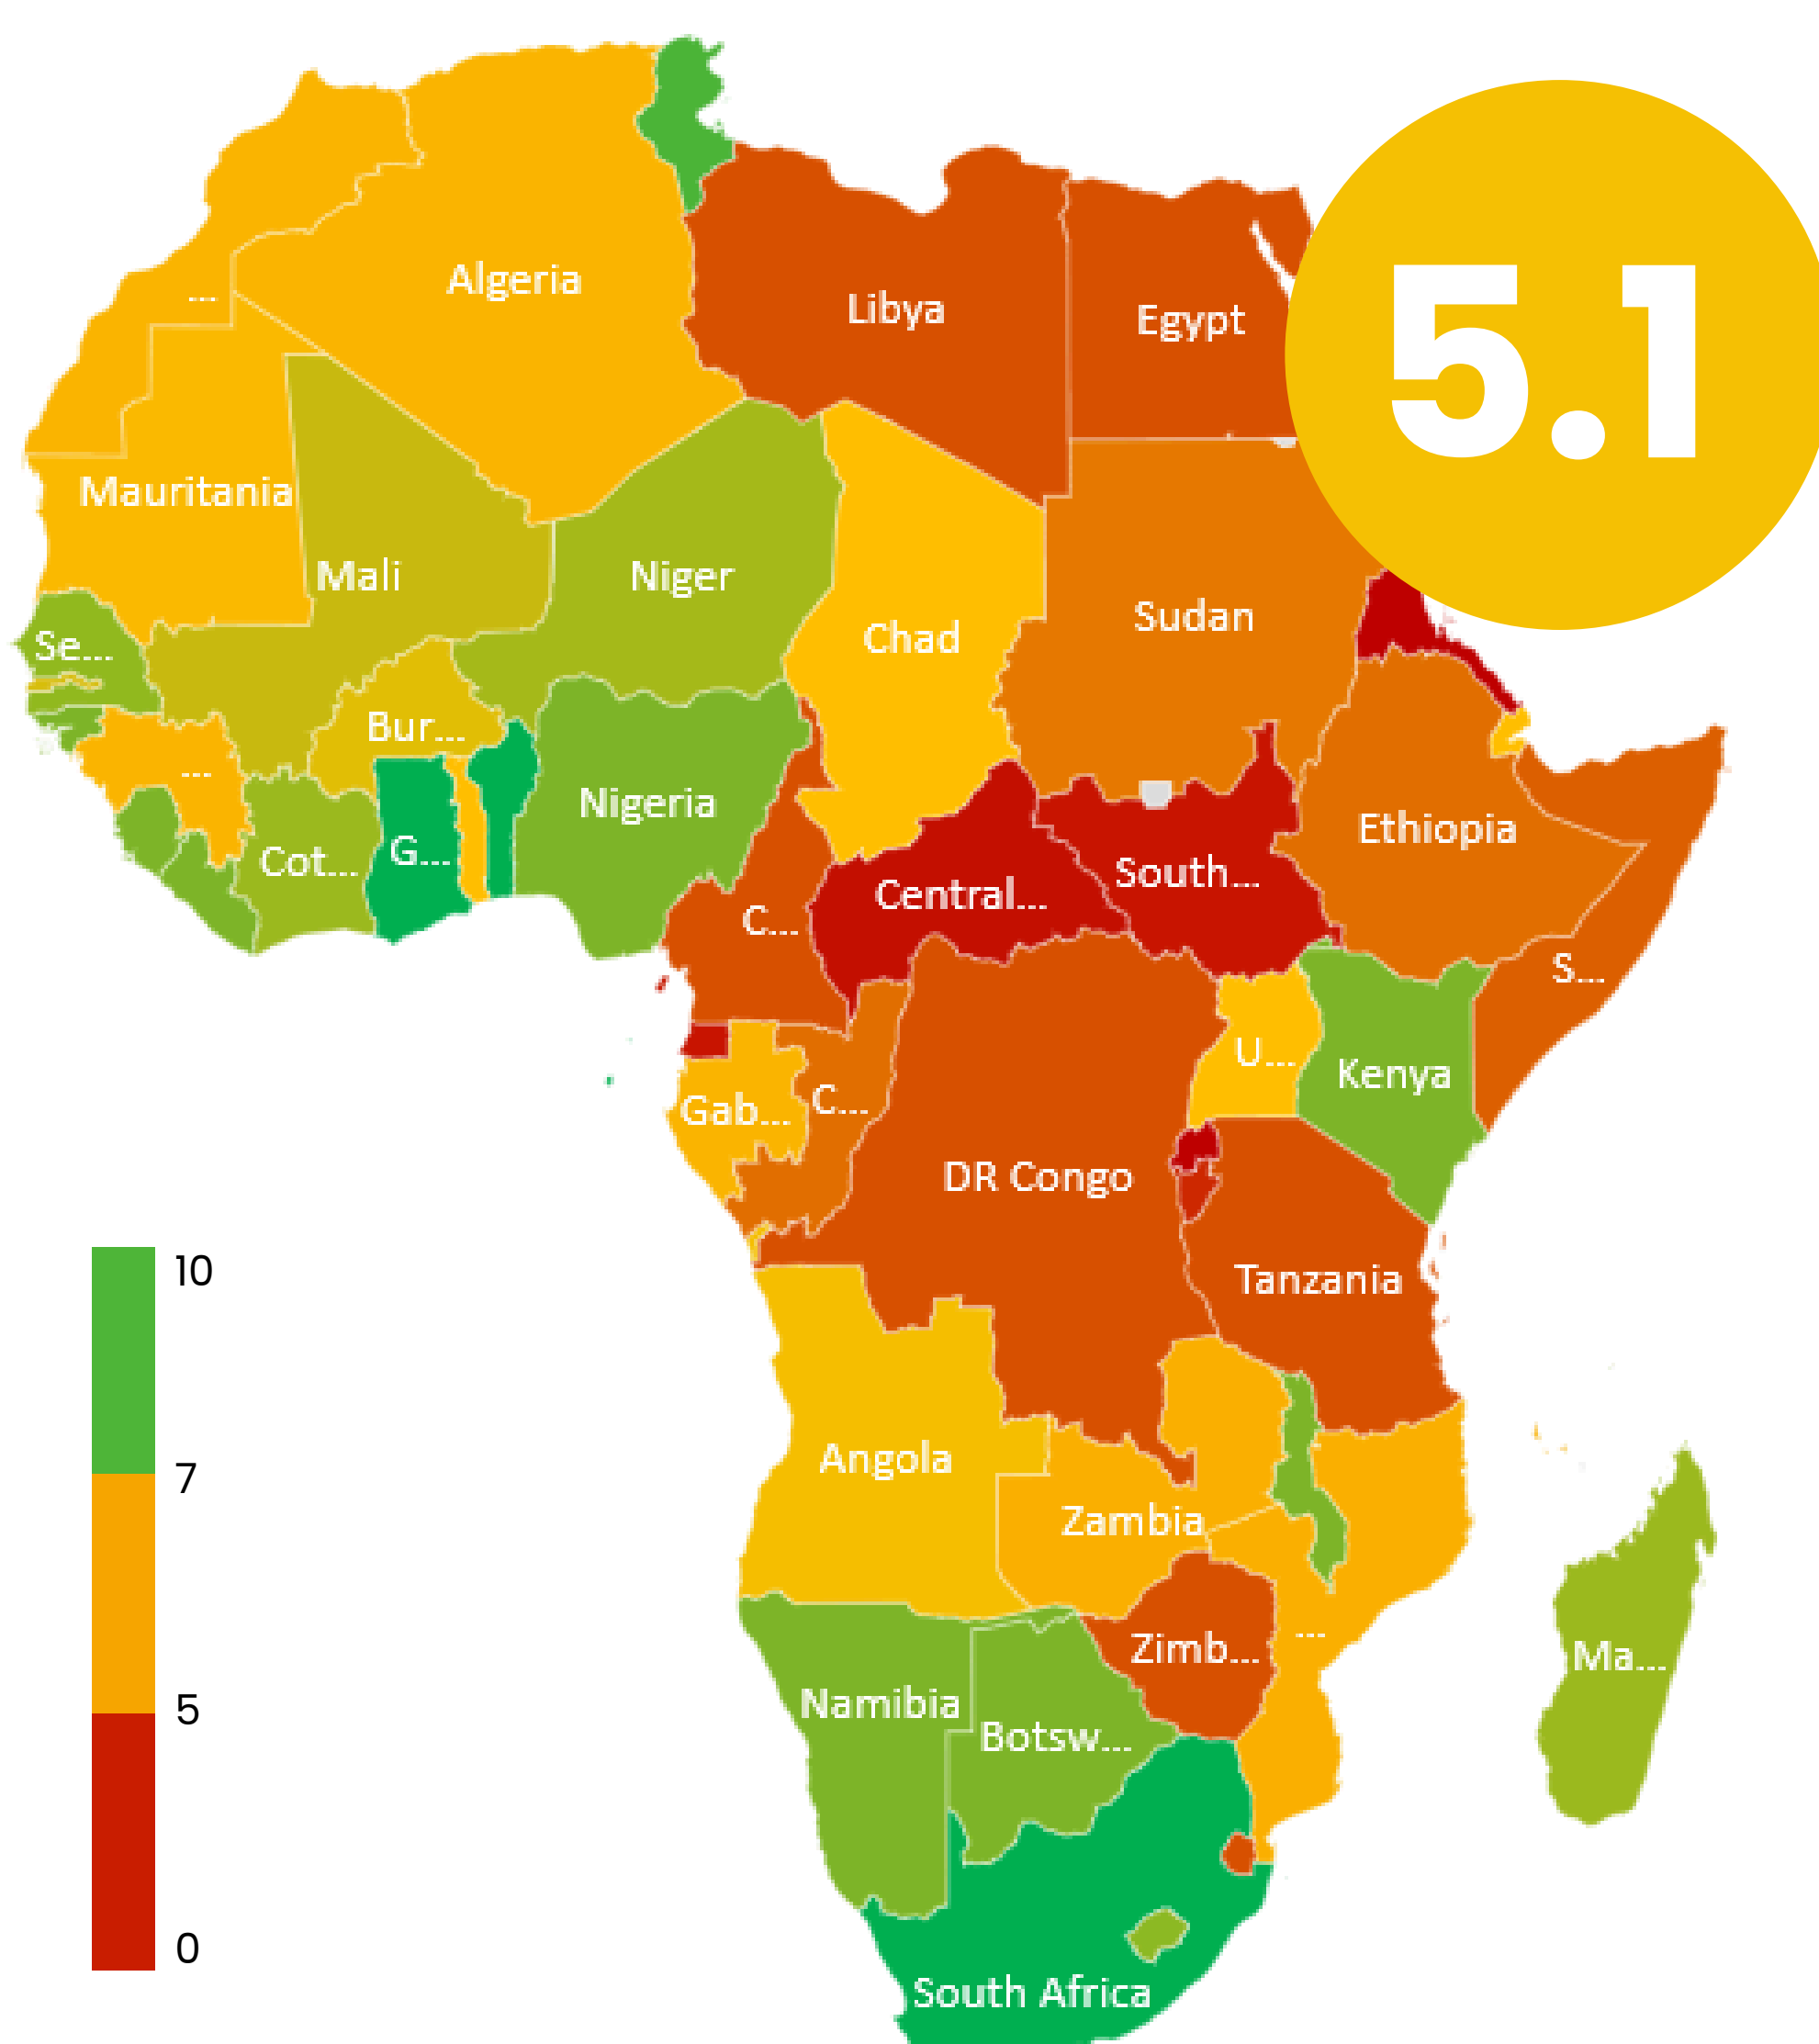 5.1
Algeria
...
Libya
Egypt
Mauritania
Mali
Niger
Chad
Sudan
Se...
Bur...
...
Nigeria
Cot...
G...
Ethiopia
Central...
South...
C...
S...
U...
Kenya
Gab...
C...
DR Congo
Tanzania
10
7
5
0
Angola
Zambia
...
Zimb...
Ma...
Namibia
Botsw...
South Africa